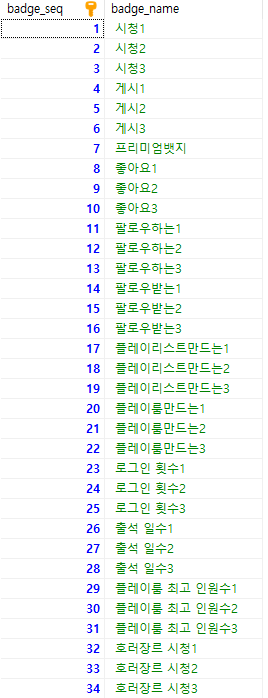 badge_seq badge_name
1 시청1
2 시청2
3 시청3
4 게시1
5 게시2
6 게시3
7 프리미엄뱃지
8 좋아요1
9 좋아요2
10 좋아요3
11 팔로우하는1
12 팔로우하는2
13 팔로우하는3
14 팔로우받는1
15 팔로우받는2
16 팔로우받는3
17 플레이리스트만드는1
18 플레이리스트만드는2
19 플레이리스트만드는3
20 플레이룸만드는1
21 플레이룸만드는2
22 플레이룸만드는3
23 로그인 횟수1
24 로그인 횟수2
25 로그인 횟수3
26 출석 일수1
27 출석 일수2
28 출석 일수3
29 플레이룸 최고 인원수1
30 플레이룸 최고 인원수2
31 플레이룸 최고 인원수3
32 호러장르 시청1
33 호러장르 시청2
34 호러장르 시청3